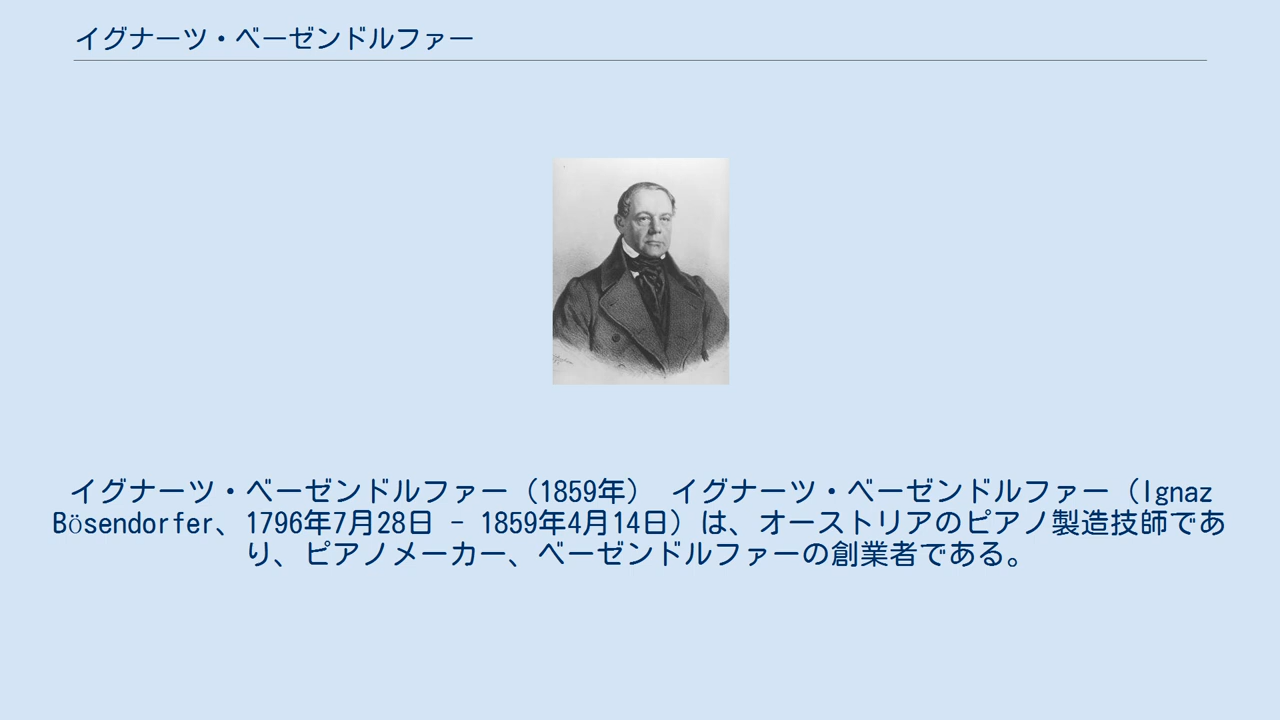 イグナーツ・ベーゼンドルファー
イグナーツ・ベーゼンドルファー（1859年） イグナーツ・ベーゼンドルファー（Ignaz
Bösendorfer、1796年7月28日 - 1859年4月14日）は、オーストリアのピアノ製造技師であ
り、ピアノメーカー、ベーゼンドルファーの創業者である。